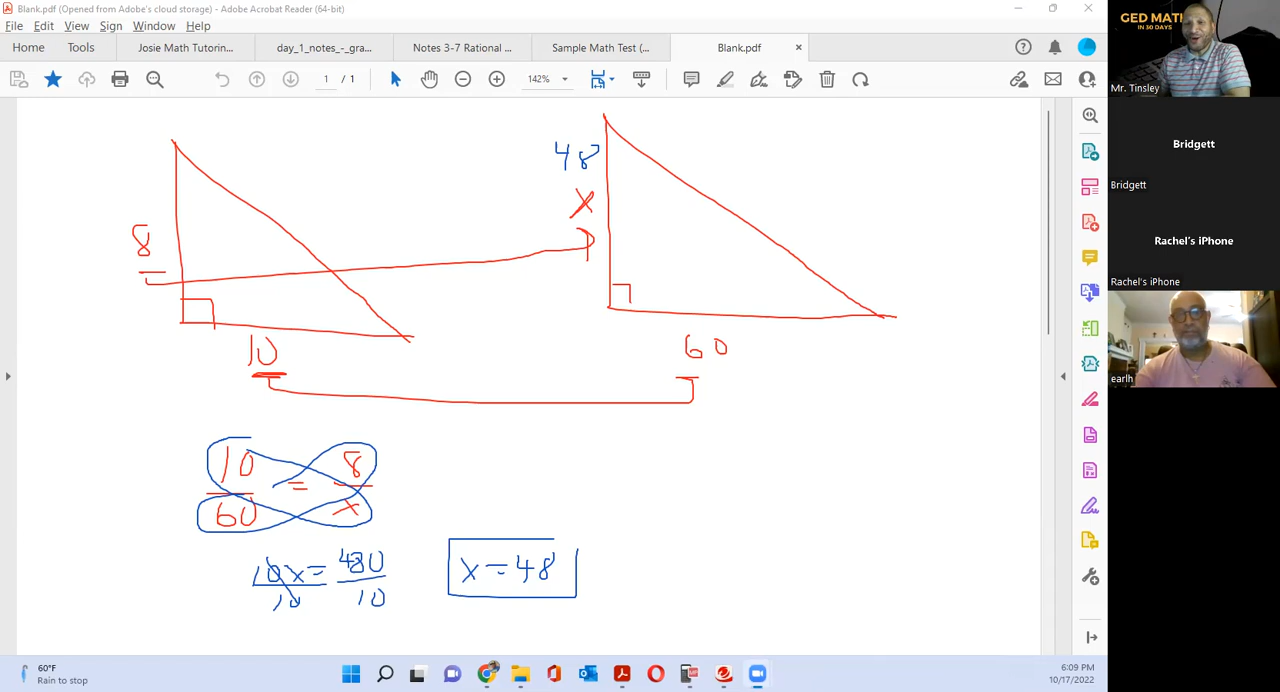 Blank.pdf (Opened from Adobe's cloud storage) - Adobe Acrobat Reader (64-bit)
File Edit View Sign Window Help
Home Tools Josie Math Tutorin... day_1_notes_-_gra... Notes 3-7 Rational ... Sample Math Test (... Blank.pdf ×
1 / 1 142%
48
x
8
10
60
10/60 = 8/x
10x/10 = 480/10
x = 48
GED MATH
IN 30 DAYS
Mr. Tinsley
Bridgett
Bridgett
Rachel's iPhone
Rachel's iPhone
earlh
60°F
Rain to stop
6:09 PM
10/17/2022